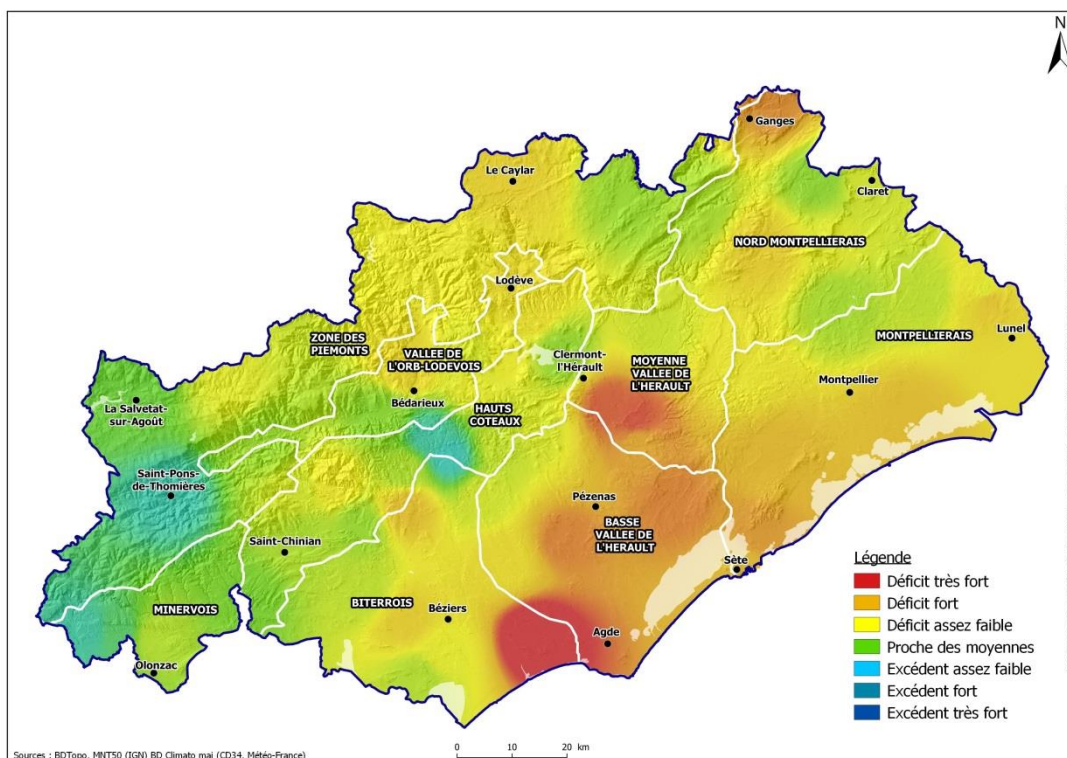 N
Ganges
Le Caylar
Claret
NORD MONTPELLIERAIS
Lodève
Lunel
ZONE DES
PIEMONTS
VALLEE DE
L'ORB-LODEVOIS
Clermont-
l'Hérault
MOYENNE
VALLEE DE
L'HERAULT
MONTPELLIERAIS
Montpellier
La Salvetat-
sur-Agoût
Bédarieux
HAUTS
COTEAUX
Saint-Pons-
de-Thomières
Pézenas
BASSE
VALLEE DE
L'HERAULT
Saint-Chinian
Sète
MINERVOIS
BITERROIS
Béziers
Agde
Olonzac
Légende
Déficit très fort
Déficit fort
Déficit assez faible
Proche des moyennes
Excédent assez faible
Excédent fort
Excédent très fort
Sources : BDTopo, MNT50 (IGN) BD Climato mai (CD34, Météo-France)
0 10 20 km